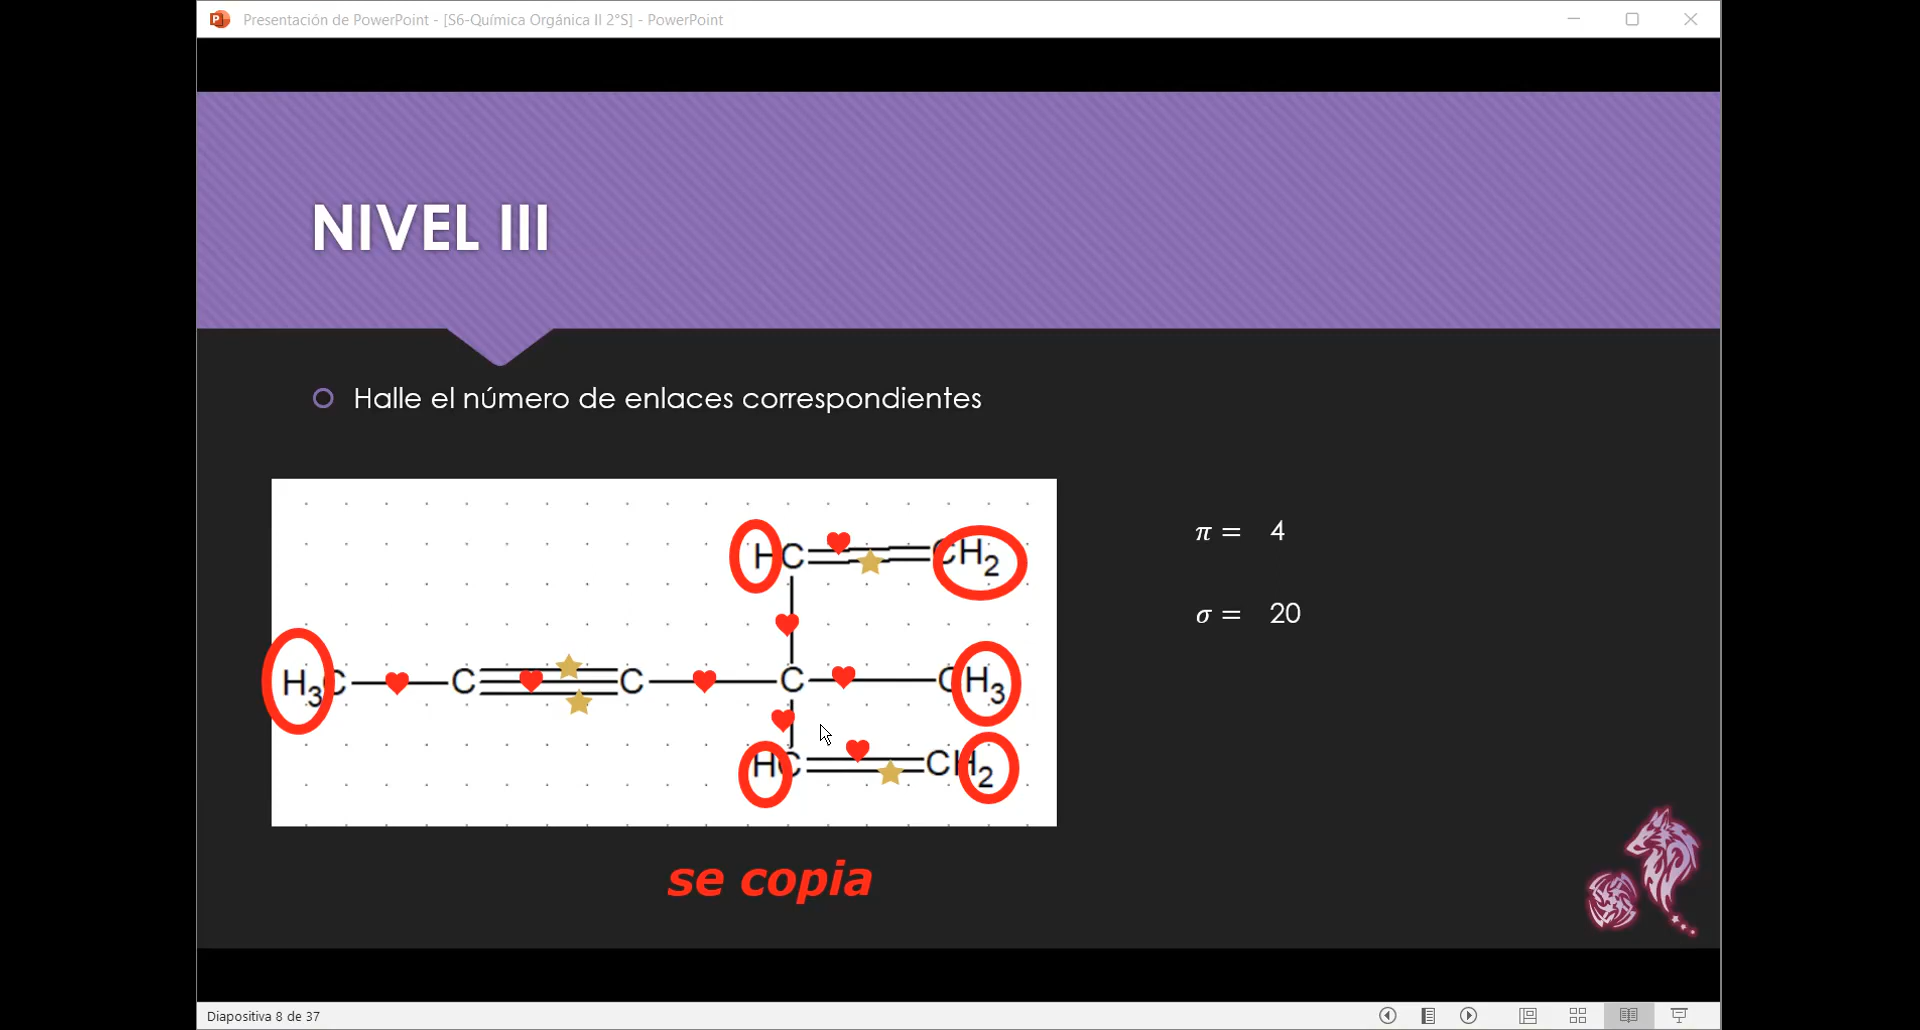 Presentación de PowerPoint - [S6-Química Orgánica II 2°S] - PowerPoint
NIVEL III
Halle el número de enlaces correspondientes
HC CH2
H3C C C C CH3
HC CH2
π = 4
σ = 20
se copia
Diapositiva 8 de 37